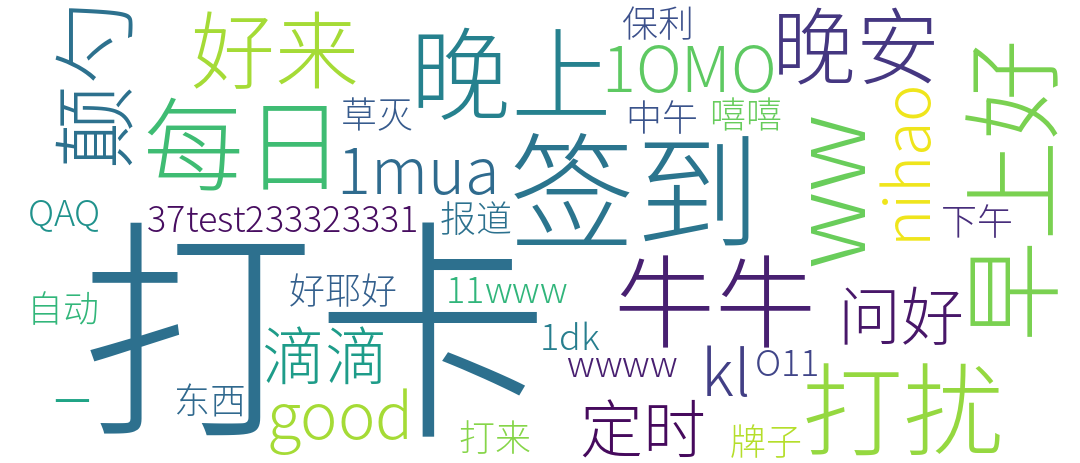 颤勺
好来
晚上
保利
1OMO
晚安
早上好
每日
草灭
1mua
签到
中午
嘻嘻
ww
nihao
下午
QAQ
37test233323331
报道
打卡
自动
好耶好
11www
牛牛
问好
滴滴
1dk
wwww
kl
O11
打扰
一
东西
good
打来
定时
牌子